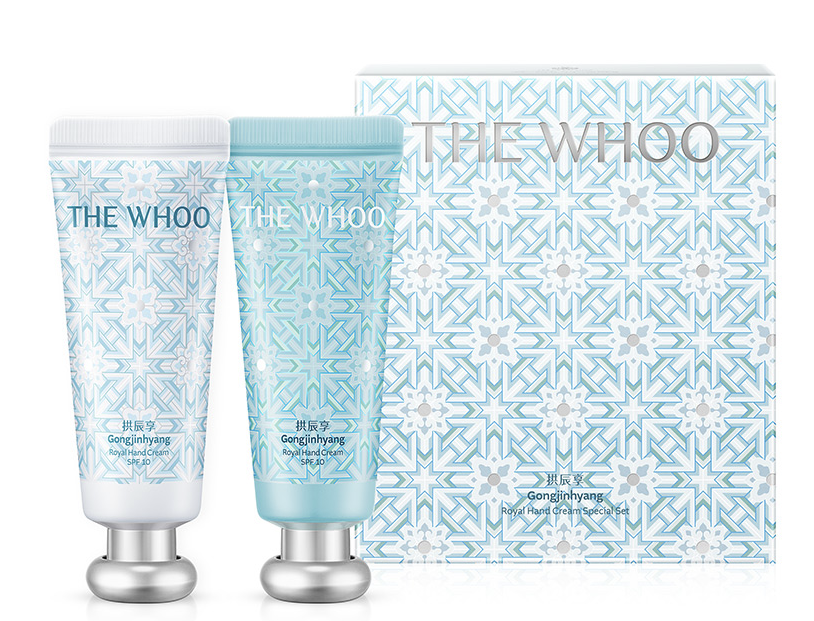 THE WHOO
拱辰享
Gongjinhyang
Royal Hand Cream
SPF 10
THE WHOO
拱辰享
Gongjinhyang
Royal Hand Cream
SPF 10
THE WHOO
拱辰享
Gongjinhyang
Royal Hand Cream Special Set